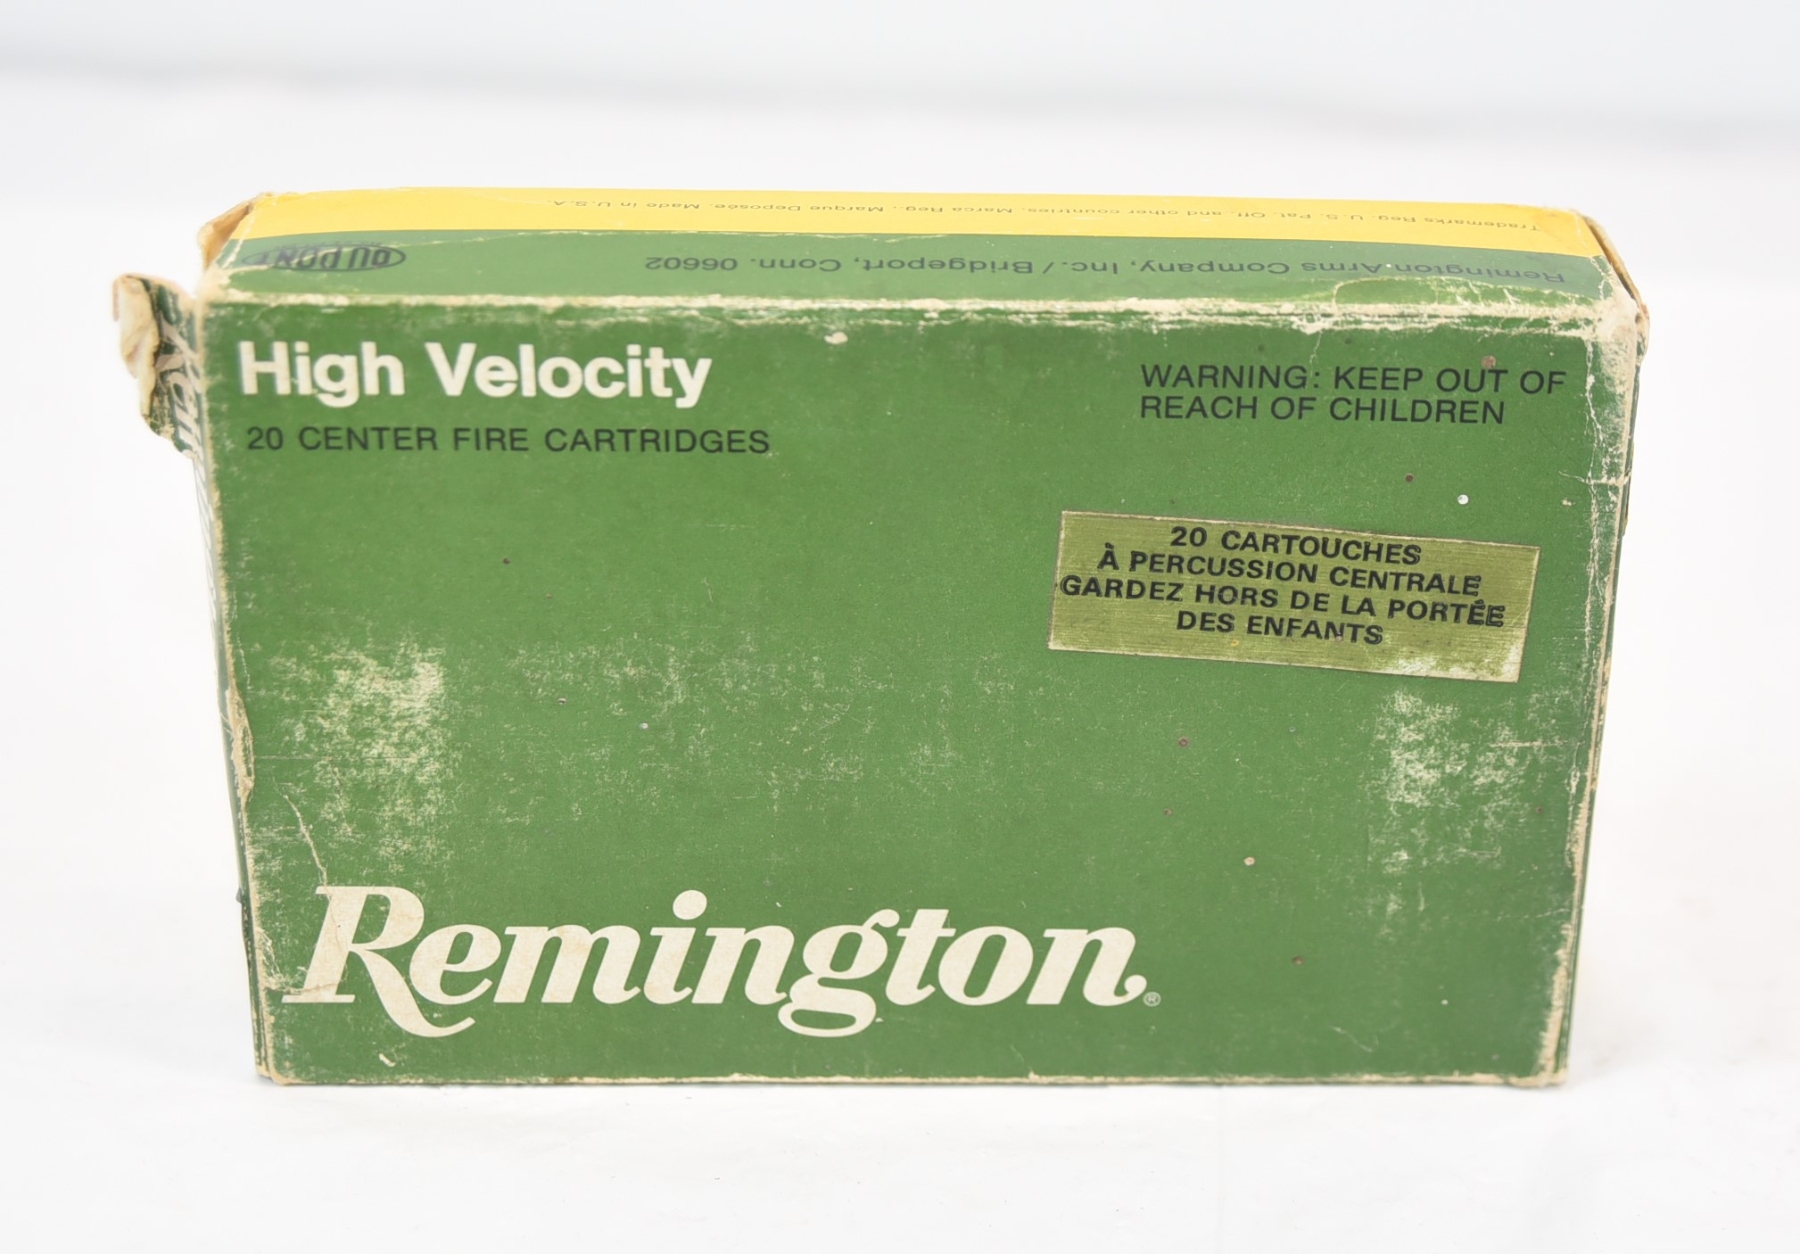 Trademarks Reg. U.S. Pat. Off. and other countries. Marca Reg., Marque Deposée. Made in U.S.A.
Remington Arms Company, Inc. / Bridgeport, Conn. 06602
DU PONT
High Velocity
20 CENTER FIRE CARTRIDGES
WARNING: KEEP OUT OF
REACH OF CHILDREN
20 CARTOUCHES
À PERCUSSION CENTRALE
GARDEZ HORS DE LA PORTÉE
DES ENFANTS
Remington®